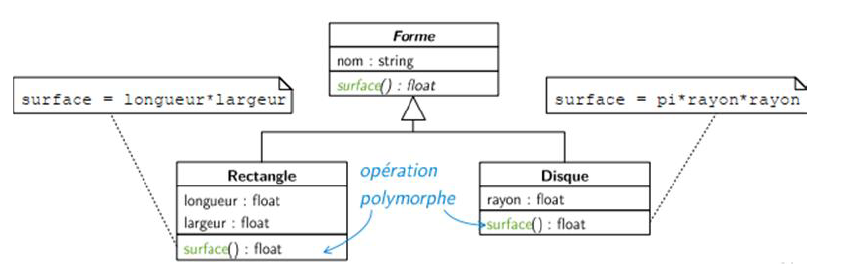 Forme
nom : string
surface() : float
surface = longueur*largeur
surface = pi*rayon*rayon
Rectangle
longueur : float
largeur : float
surface() : float
opération
polymorphe
Disque
rayon : float
surface() : float